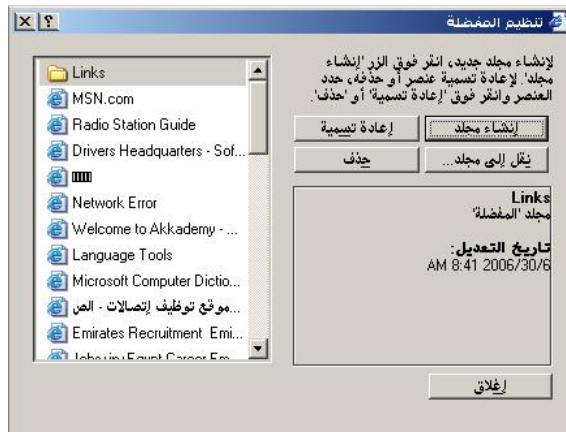 تنظيم المفضلة
لإنشاء مجلد جديد، انقر فوق الزر 'إنشاء
مجلد'. لإعادة تسمية عنصر أو حذفه، حدد
العنصر وانقر فوق 'إعادة تسمية' أو 'حذف'.
إنشاء مجلد
إعادة تسمية
نقل إلى مجلد...
حذف
Links
مجلد 'المفضلة'
تاريخ التعديل:
AM 8:41 2006/30/6
إغلاق
Links
MSN.com
Radio Station Guide
Drivers Headquarters - Sof...
Network Error
Welcome to Akkademy - ...
Language Tools
Microsoft Computer Dictio...
موقع توظيف إتصالات - الص...
Emirates Recruitment Emi...